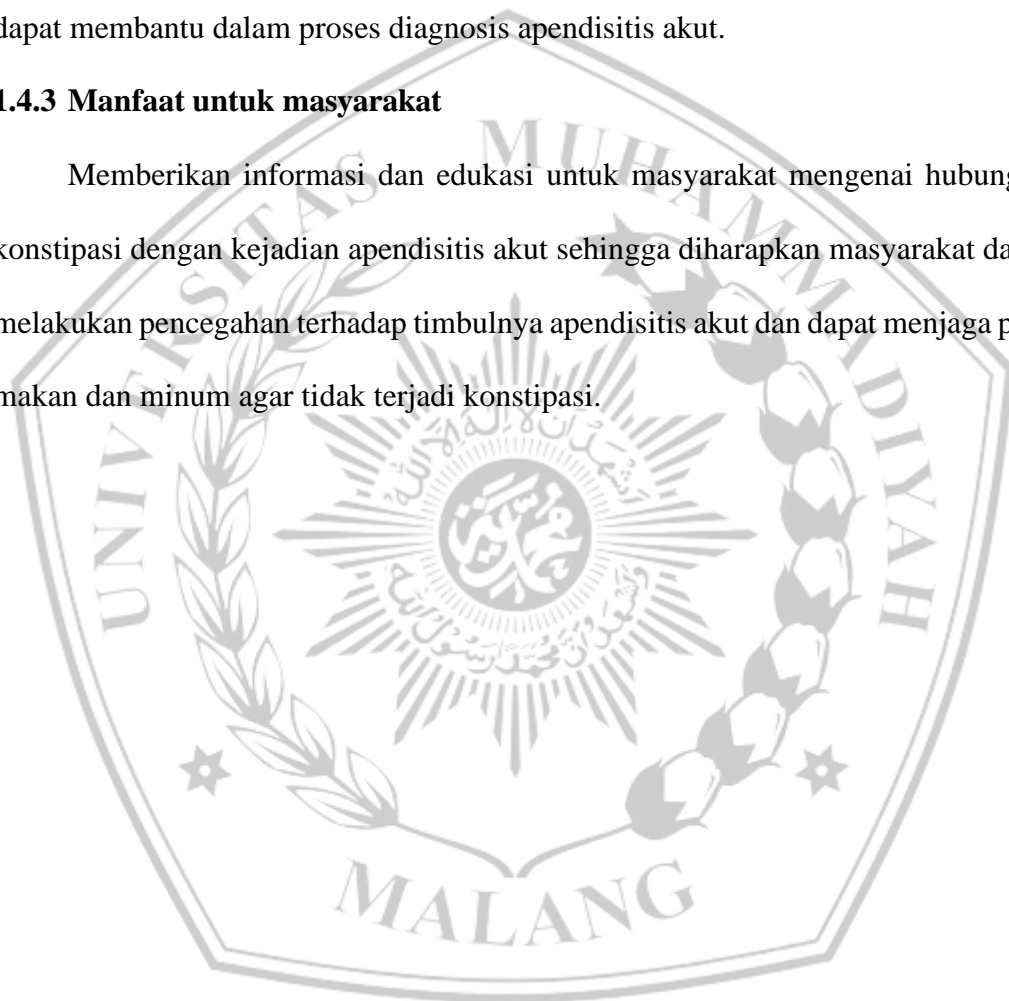 dapat membantu dalam proses diagnosis apendisitis akut.
1.4.3 Manfaat untuk masyarakat
Memberikan informasi dan edukasi untuk masyarakat mengenai hubung
konstipasi dengan kejadian apendisitis akut sehingga diharapkan masyarakat da
melakukan pencegahan terhadap timbulnya apendisitis akut dan dapat menjaga p
makan dan minum agar tidak terjadi konstipasi.
UNIVERSITAS MUHAMMADIYAH
MALANG